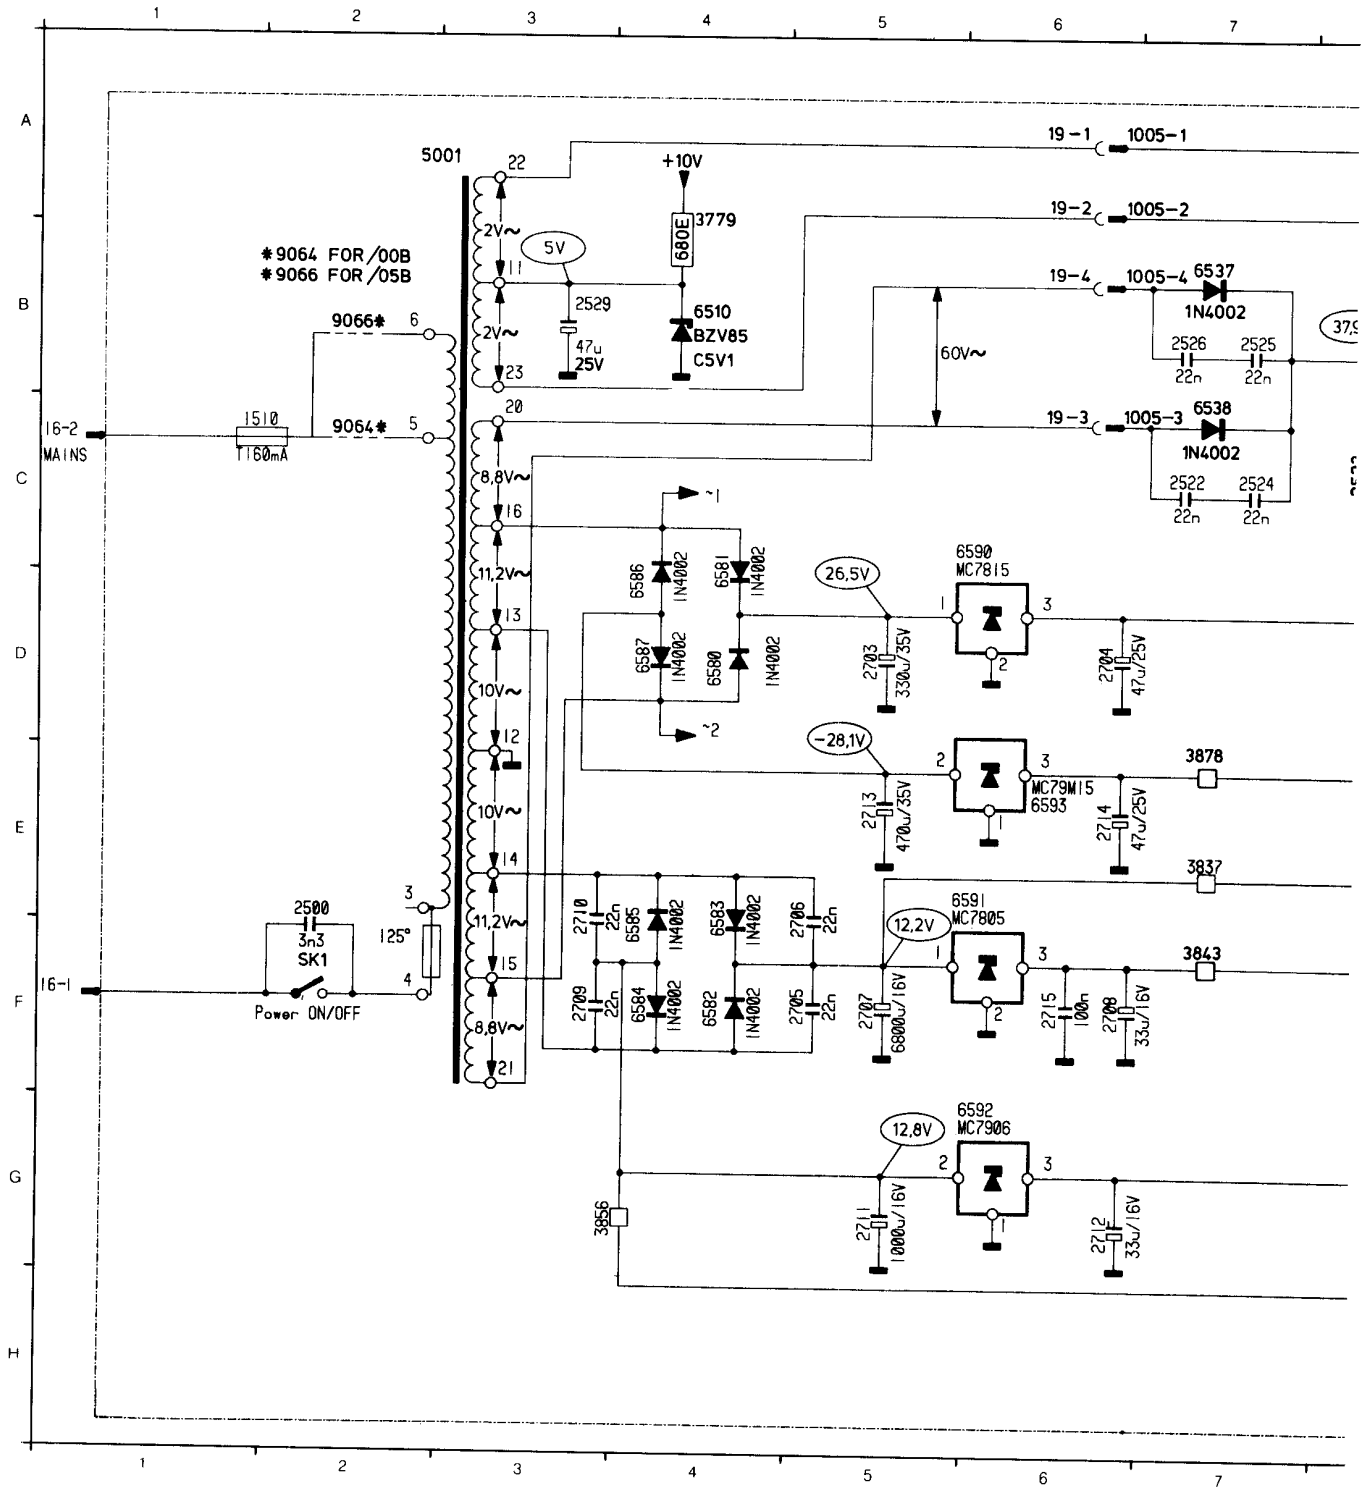 1 2 3 4 5 6 7
A
19-1 1005-1
5001 22 +10V
19-2 1005-2
3779
680E
2V~
5V
*9064 FOR /00B
*9066 FOR /05B
11
19-4 1005-4 6537
1N4002
B
2529
47u
25V
6510
BZV85
C5V1
9066* 6
2V~
60V~
2526 2525
22n 22n
37,9
23
20
1510
T160mA
9064* 5
16-2
MAINS
19-3 1005-3 6538
1N4002
C
8,8V~
2522 2524
22n 22n
~1
16
6586 1N4002
6581 1N4002
26,5V
6590
MC7815
1 3
2
11,2V~
13
D
6587 1N4002
6580 1N4002
2703 330u/35V
2704 47u/25V
10V~
~2
12
-28,1V
2 3
3878
MC79M15
6593
1
E
10V~
2713 470u/35V
2714 47u/25V
14
3837
3
2500
3n3
SK1
125°
11,2V~
2710 22n
6585 1N4002
6583 1N4002
2706 22n
12,2V
6591
MC7805
1 3
2
3843
15
4
16-1
F
Power ON/OFF
2709 22n
6584 1N4002
6582 1N4002
2705 22n
2707 6800u/16V
2715 100n
2708 33u/16V
8,8V~
21
6592
MC7906
12,8V
2 3
1
G
3856
2711 1000u/16V
2712 33u/16V
H
1 2 3 4 5 6 7